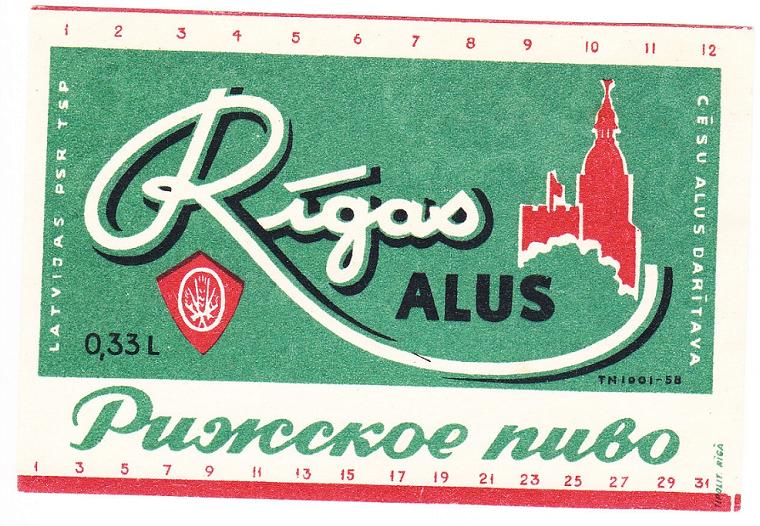 1 2 3 4 5 6 7 8 9 10 11 12
LATVIJAS PSR TSP
CĒSU ALUS DARĪTAVA
Rīgas
ALUS
0,33 L
TN 1001-58
Рижское пиво
1 3 5 7 9 11 13 15 17 19 21 23 25 27 29 31
TIPOLIT. RĪGĀ